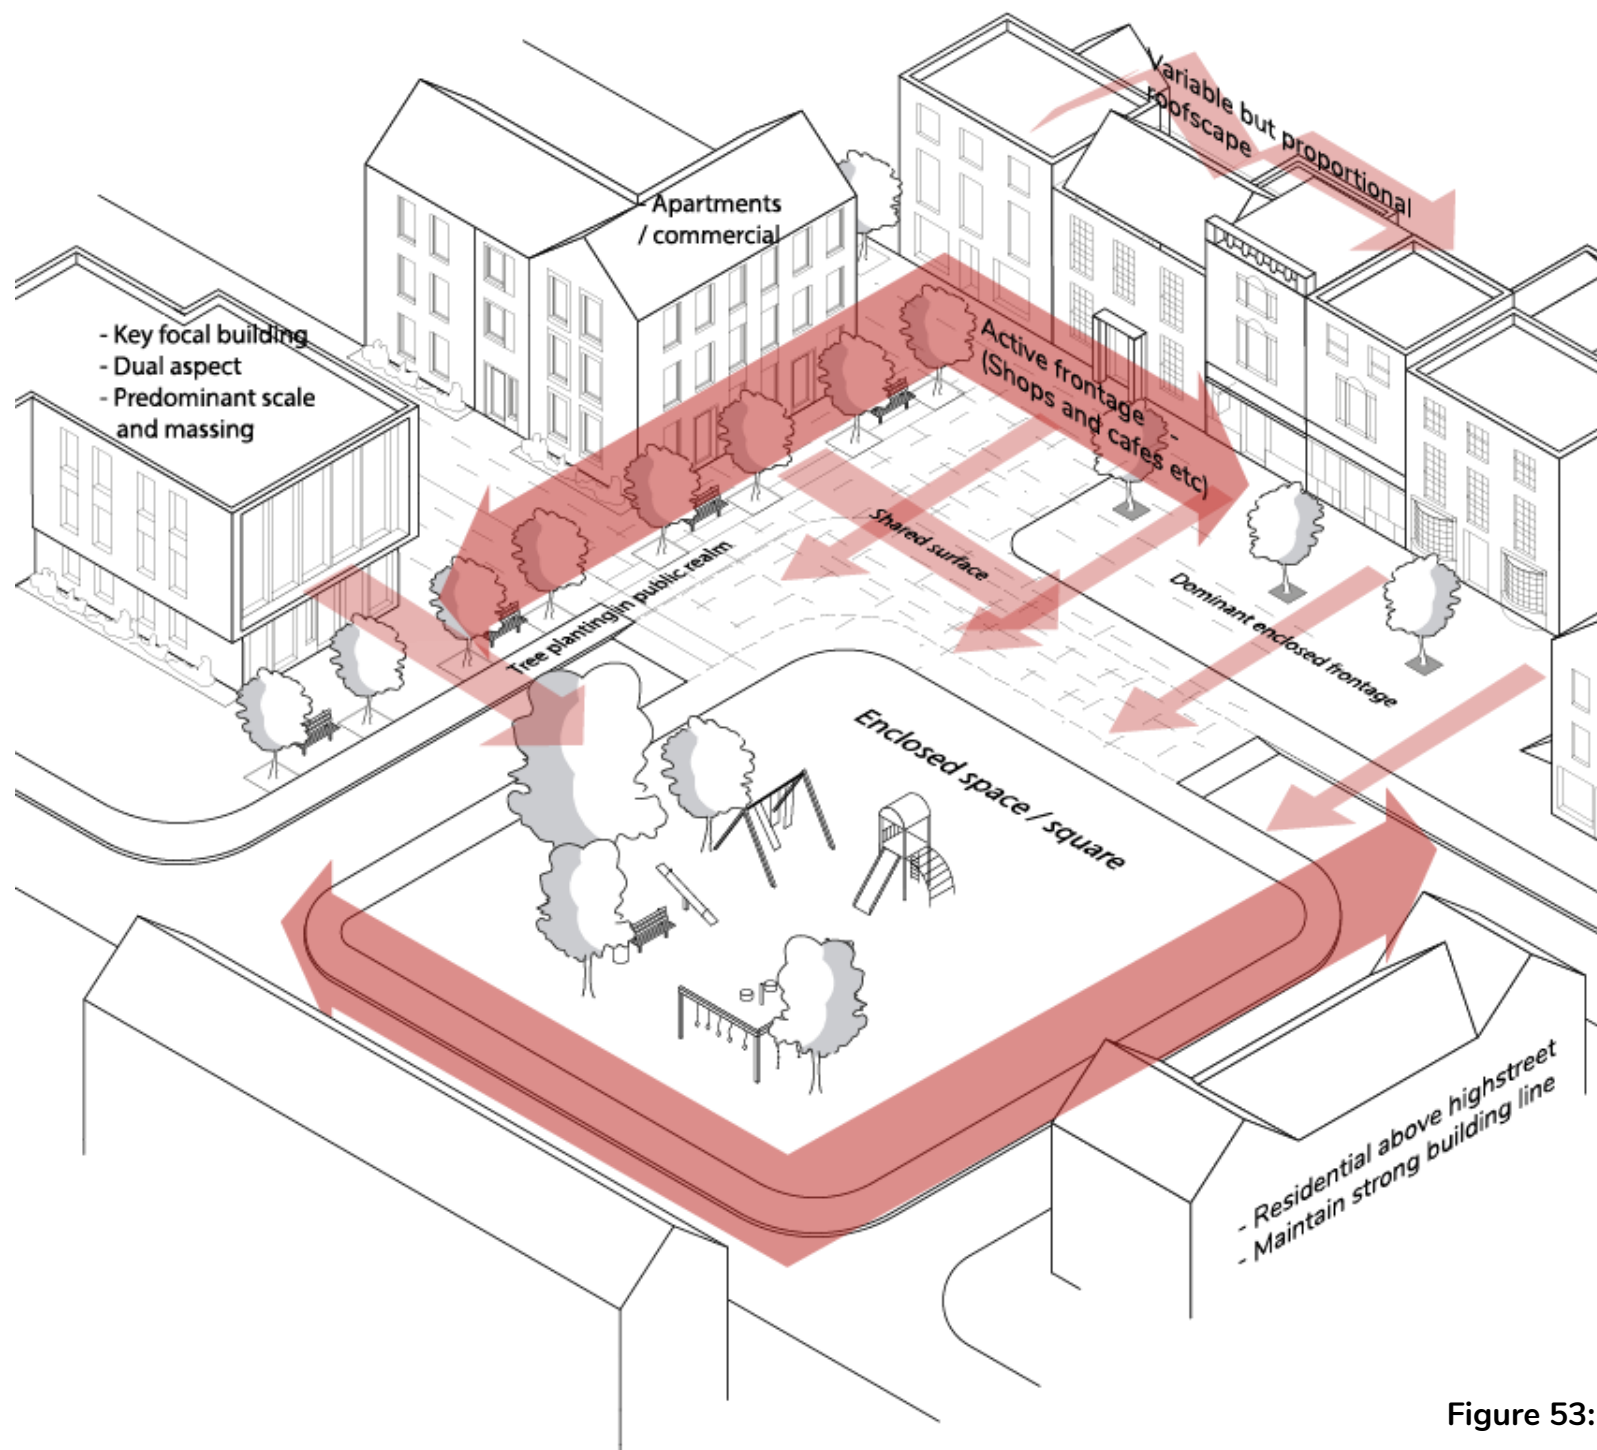 Variable but proportional
roofscape
- Apartments
/ commercial
- Key focal building
- Dual aspect
- Predominant scale
and massing
Active frontage -
(Shops and cafes etc)
Shared surface
Tree plantingin public realm
Dominant enclosed frontage
Enclosed space / square
- Residential above highstreet
- Maintain strong building line
Figure 53: